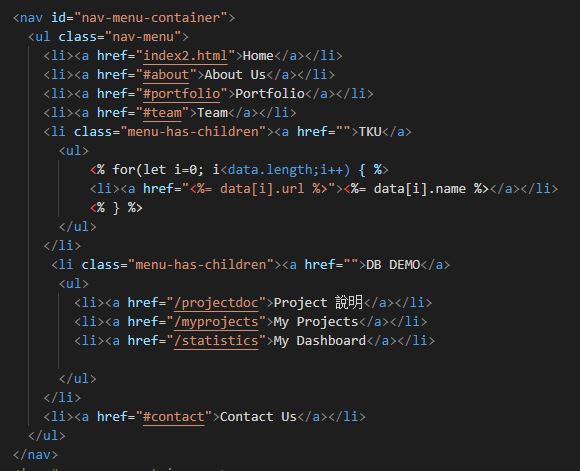 <nav id="nav-menu-container">
<ul class="nav-menu">
<li><a href="index2.html">Home</a></li>
<li><a href="#about">About Us</a></li>
<li><a href="#portfolio">Portfolio</a></li>
<li><a href="#team">Team</a></li>
<li class="menu-has-children"><a href="">TKU</a>
<ul>
<% for(let i=0; i<data.length;i++) { %>
<li><a href="<%= data[i].url %>"><%= data[i].name %></a></li>
<% } %>
</ul>
</li>
<li class="menu-has-children"><a href="">DB DEMO</a>
<ul>
<li><a href="/projectdoc">Project 說明</a></li>
<li><a href="/myprojects">My Projects</a></li>
<li><a href="/statistics">My Dashboard</a></li>
</ul>
</li>
<li><a href="#contact">Contact Us</a></li>
</ul>
</nav>